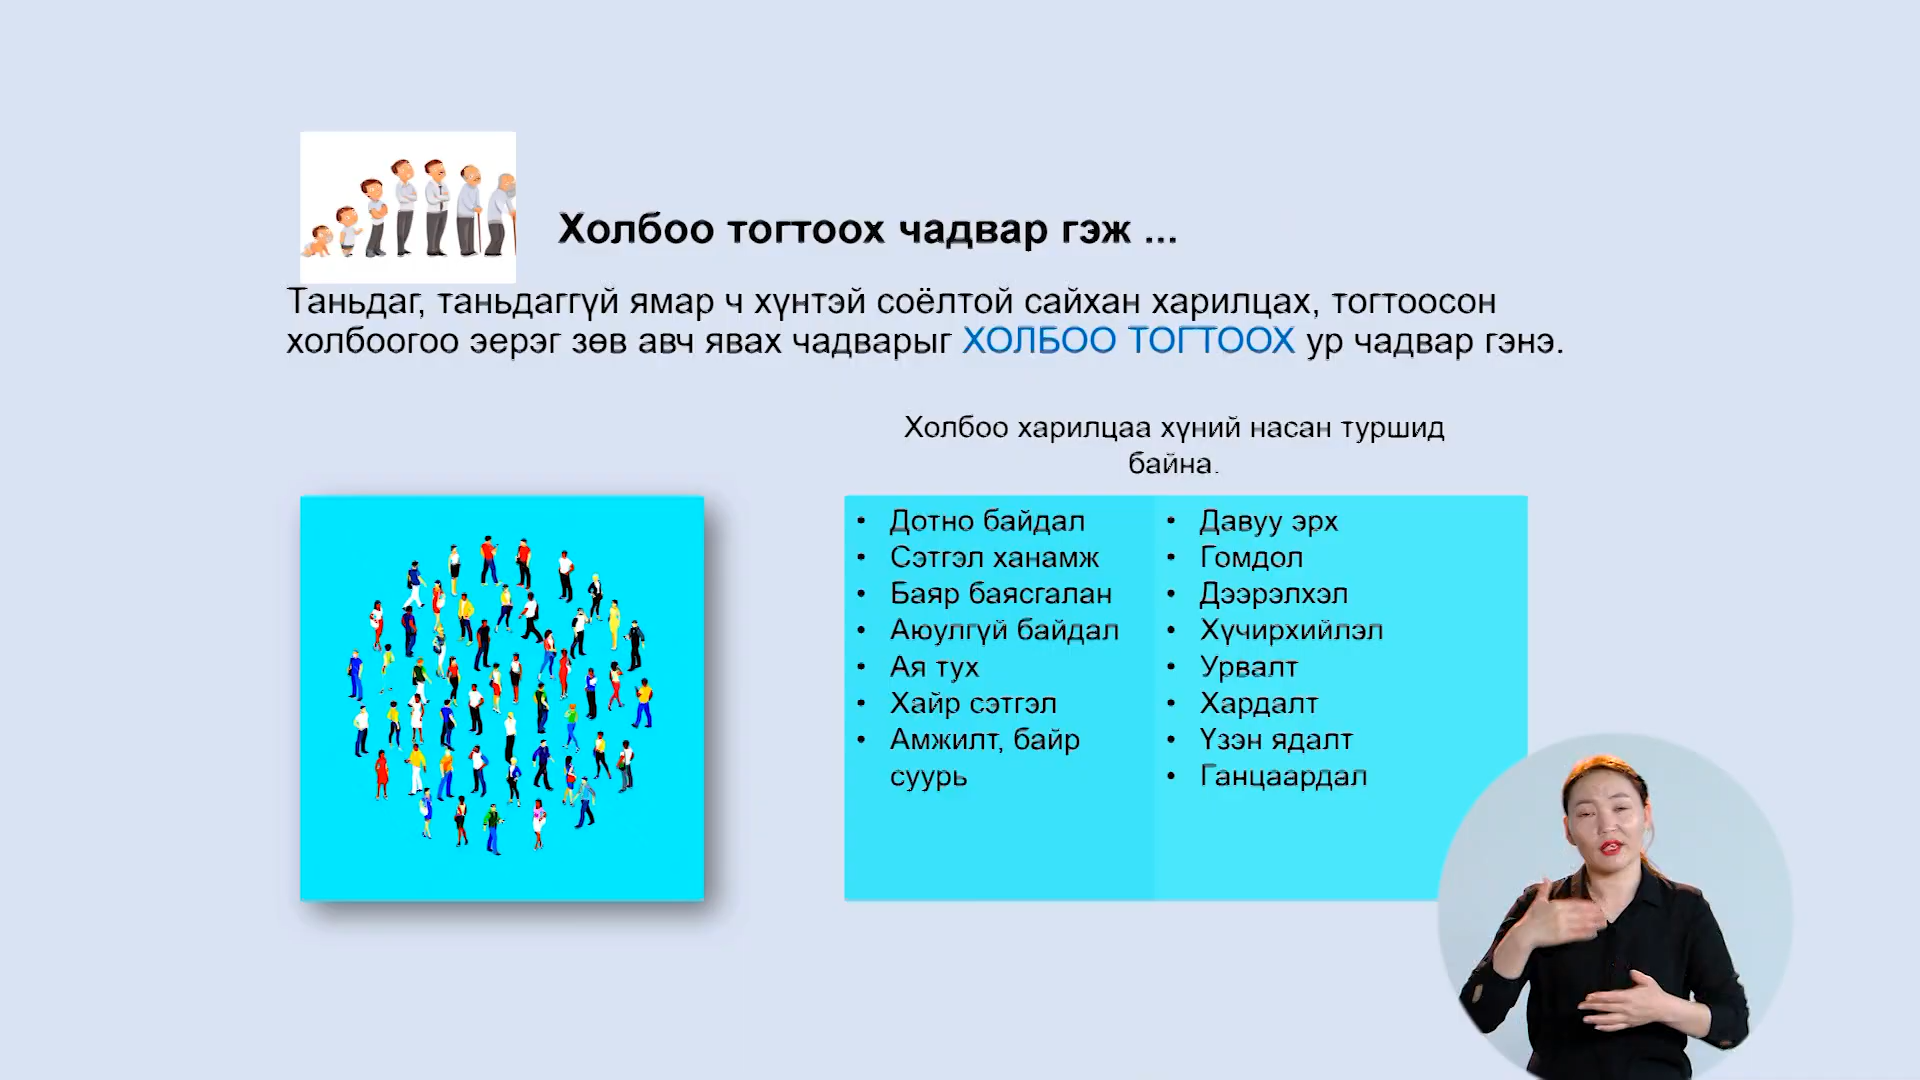 Холбоо тогтоох чадвар гэж ...
Таньдаг, таньдаггүй ямар ч хүнтэй соёлтой сайхан харилцах, тогтоосон
холбоогоо эерэг зөв авч явах чадварыг ХОЛБОО ТОГТООХ ур чадвар гэнэ.
Холбоо харилцаа хүний насан туршид
байна.
• Дотно байдал
• Сэтгэл ханамж
• Баяр баясгалан
• Аюулгүй байдал
• Ая тух
• Хайр сэтгэл
• Амжилт, байр
суурь
• Давуу эрх
• Гомдол
• Дээрэлхэл
• Хүчирхийлэл
• Урвалт
• Хардалт
• Үзэн ядалт
• Ганцаардал